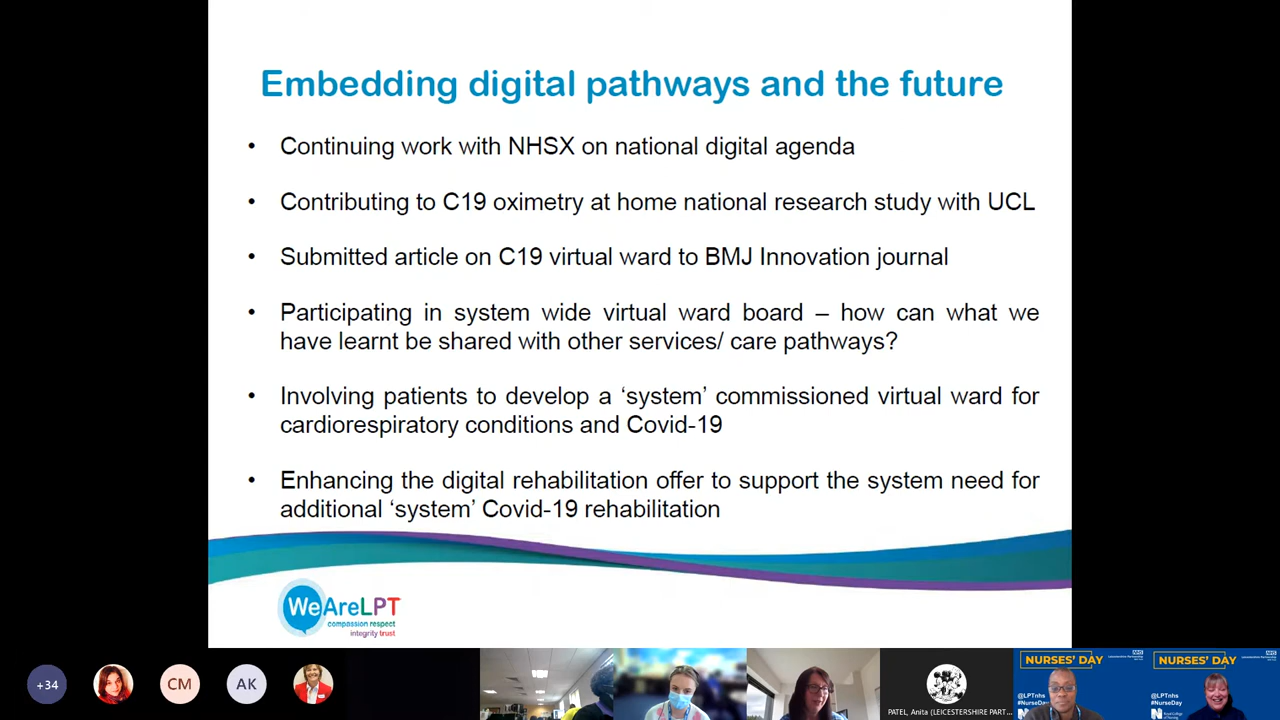 Embedding digital pathways and the future
• Continuing work with NHSX on national digital agenda
• Contributing to C19 oximetry at home national research study with UCL
• Submitted article on C19 virtual ward to BMJ Innovation journal
• Participating in system wide virtual ward board – how can what we
have learnt be shared with other services/ care pathways?
• Involving patients to develop a ‘system’ commissioned virtual ward for
cardiorespiratory conditions and Covid-19
• Enhancing the digital rehabilitation offer to support the system need for
additional ‘system’ Covid-19 rehabilitation
WeAreLPT
compassion respect
integrity trust
+34
CM
AK
PATEL, Anita (LEICESTERSHIRE PART...
NURSES' DAY
NHS
@LPTnhs
#NurseDay
NURSES' DAY
NHS
@LPTnhs
#NurseDay